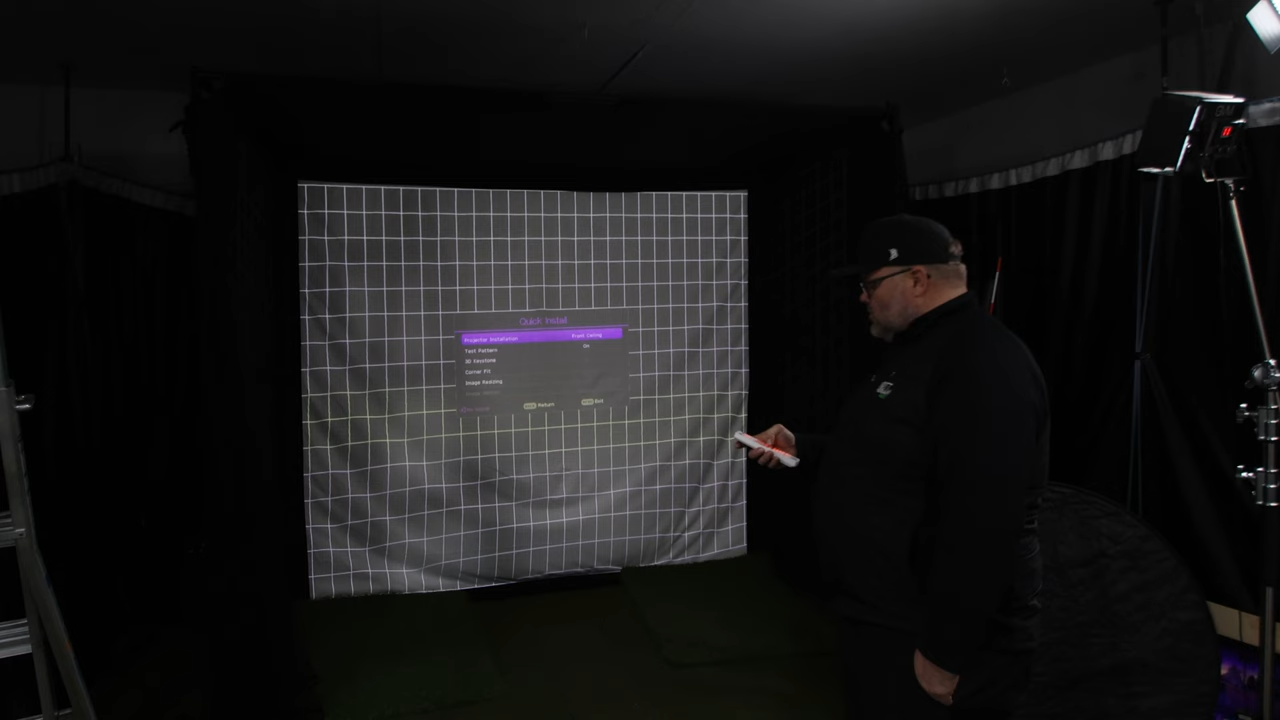 Quick Install
Projector Installation Front Ceiling
Test Pattern On
3D Keystone
Corner Fit
Image Resizing
Return Exit